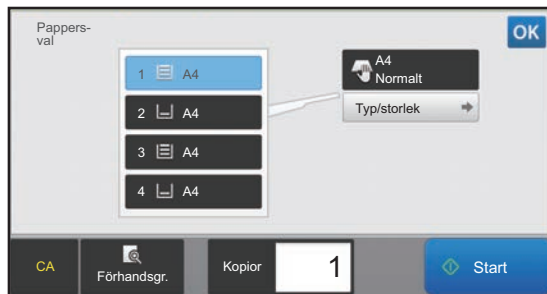 Pappers-
val
OK
1 A4
2 A4
3 A4
4 A4
A4
Normalt
Typ/storlek
CA
Förhandsgr.
Kopior
1
Start